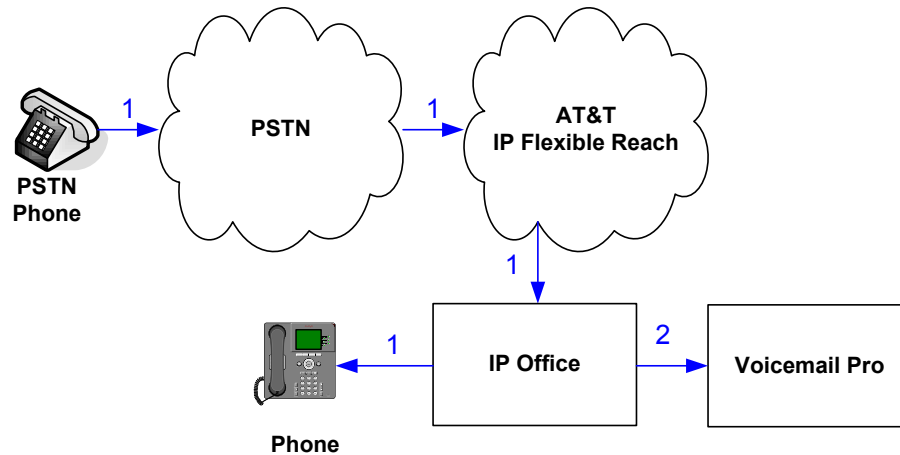 1
1
PSTN
AT&T
IP Flexible Reach
PSTN
Phone
1
1
2
IP Office
Voicemail Pro
Phone